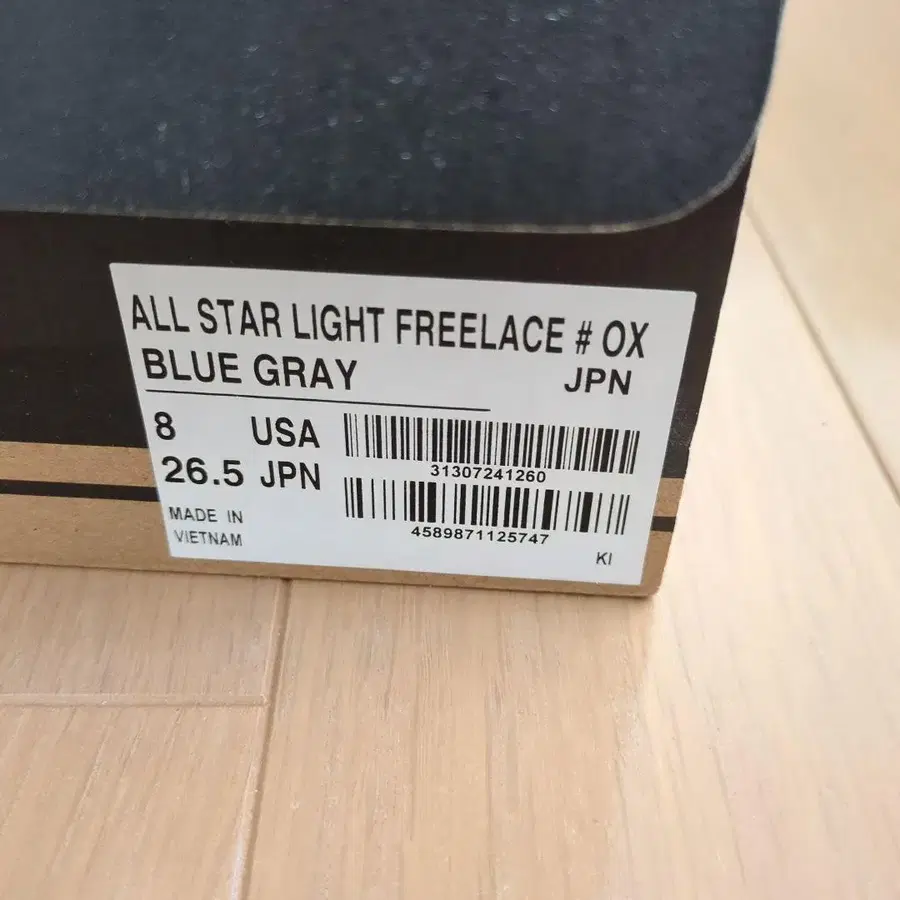 ALL STAR LIGHT FREELACE # OX
BLUE GRAY JPN
8 USA
31307241260
26.5 JPN
4589871125747
MADE IN
VIETNAM
KI